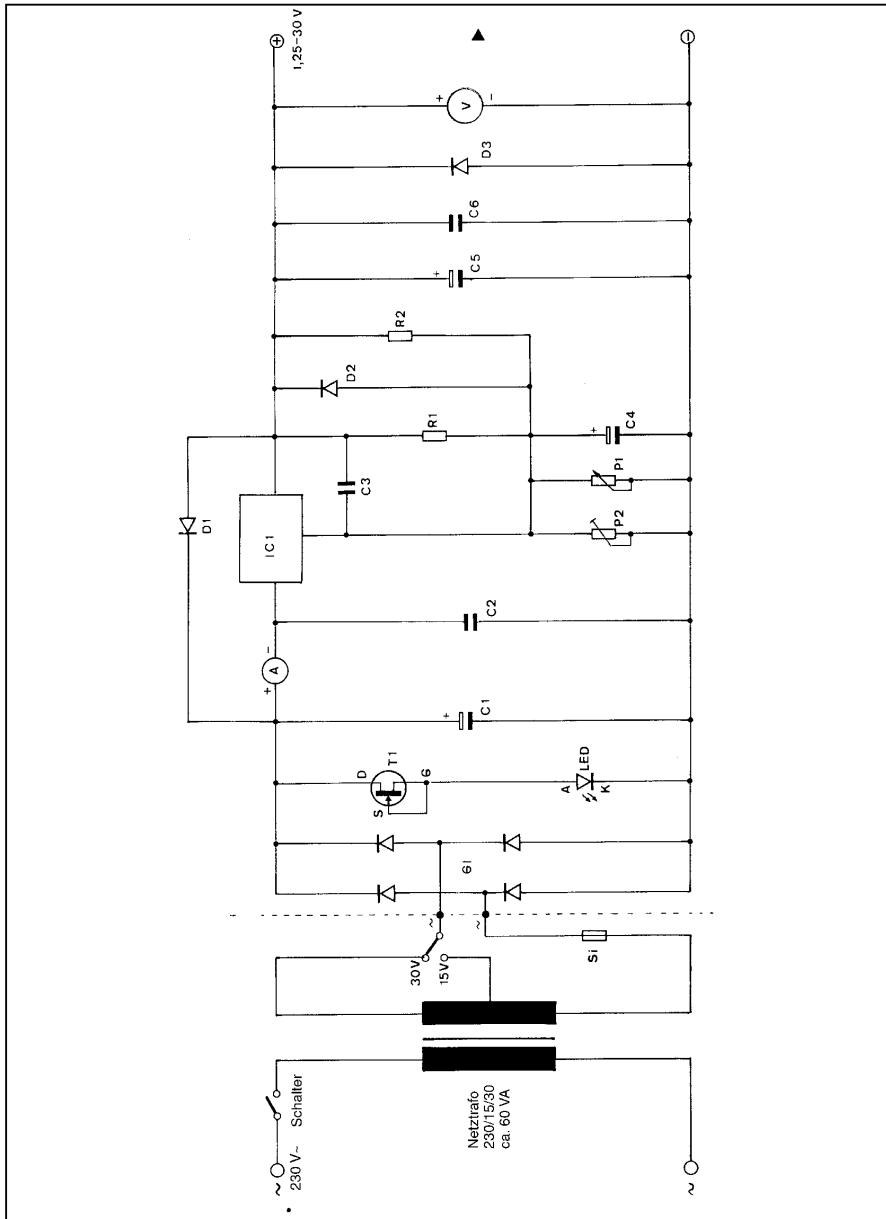 230 V~ Schalter
~
~
Netztrafo
230/15/30
ca. 60 VA
30V
15V
~
~
Si
Gl
D
S
T1
G
A
LED
K
+
C1
+
A
-
C2
D1
IC1
C3
R1
P2
P1
+
C4
D2
R2
+
C5
C6
D3
+
V
-
+
1,25-30 V
-